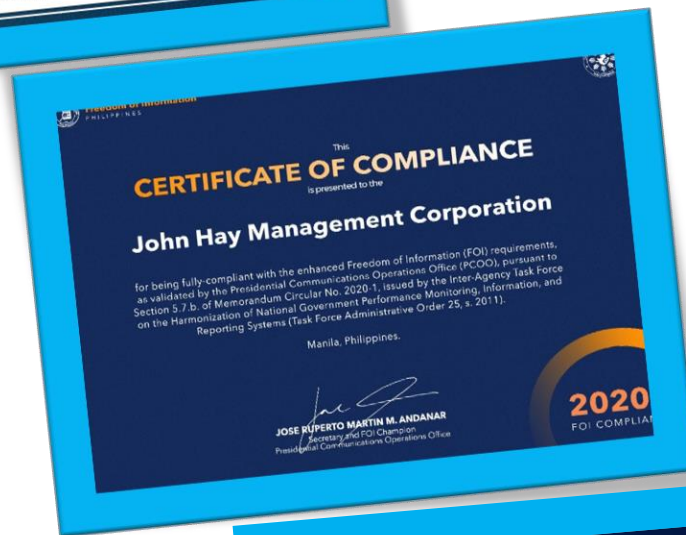 Freedom of Information
PHILIPPINES
This
CERTIFICATE OF COMPLIANCE
is presented to the
John Hay Management Corporation
for being fully-compliant with the enhanced Freedom of Information (FOI) requirements,
as validated by the Presidential Communications Operations Office (PCOO), pursuant to
Section 5.7.b. of Memorandum Circular No. 2020-1, issued by the Inter-Agency Task Force
on the Harmonization of National Government Performance Monitoring, Information, and
Reporting Systems (Task Force Administrative Order 25, s. 2011).
Manila, Philippines.
JOSE RUPERTO MARTIN M. ANDANAR
Secretary and FOI Champion
Presidential Communications Operations Office
2020
FOI COMPLIA